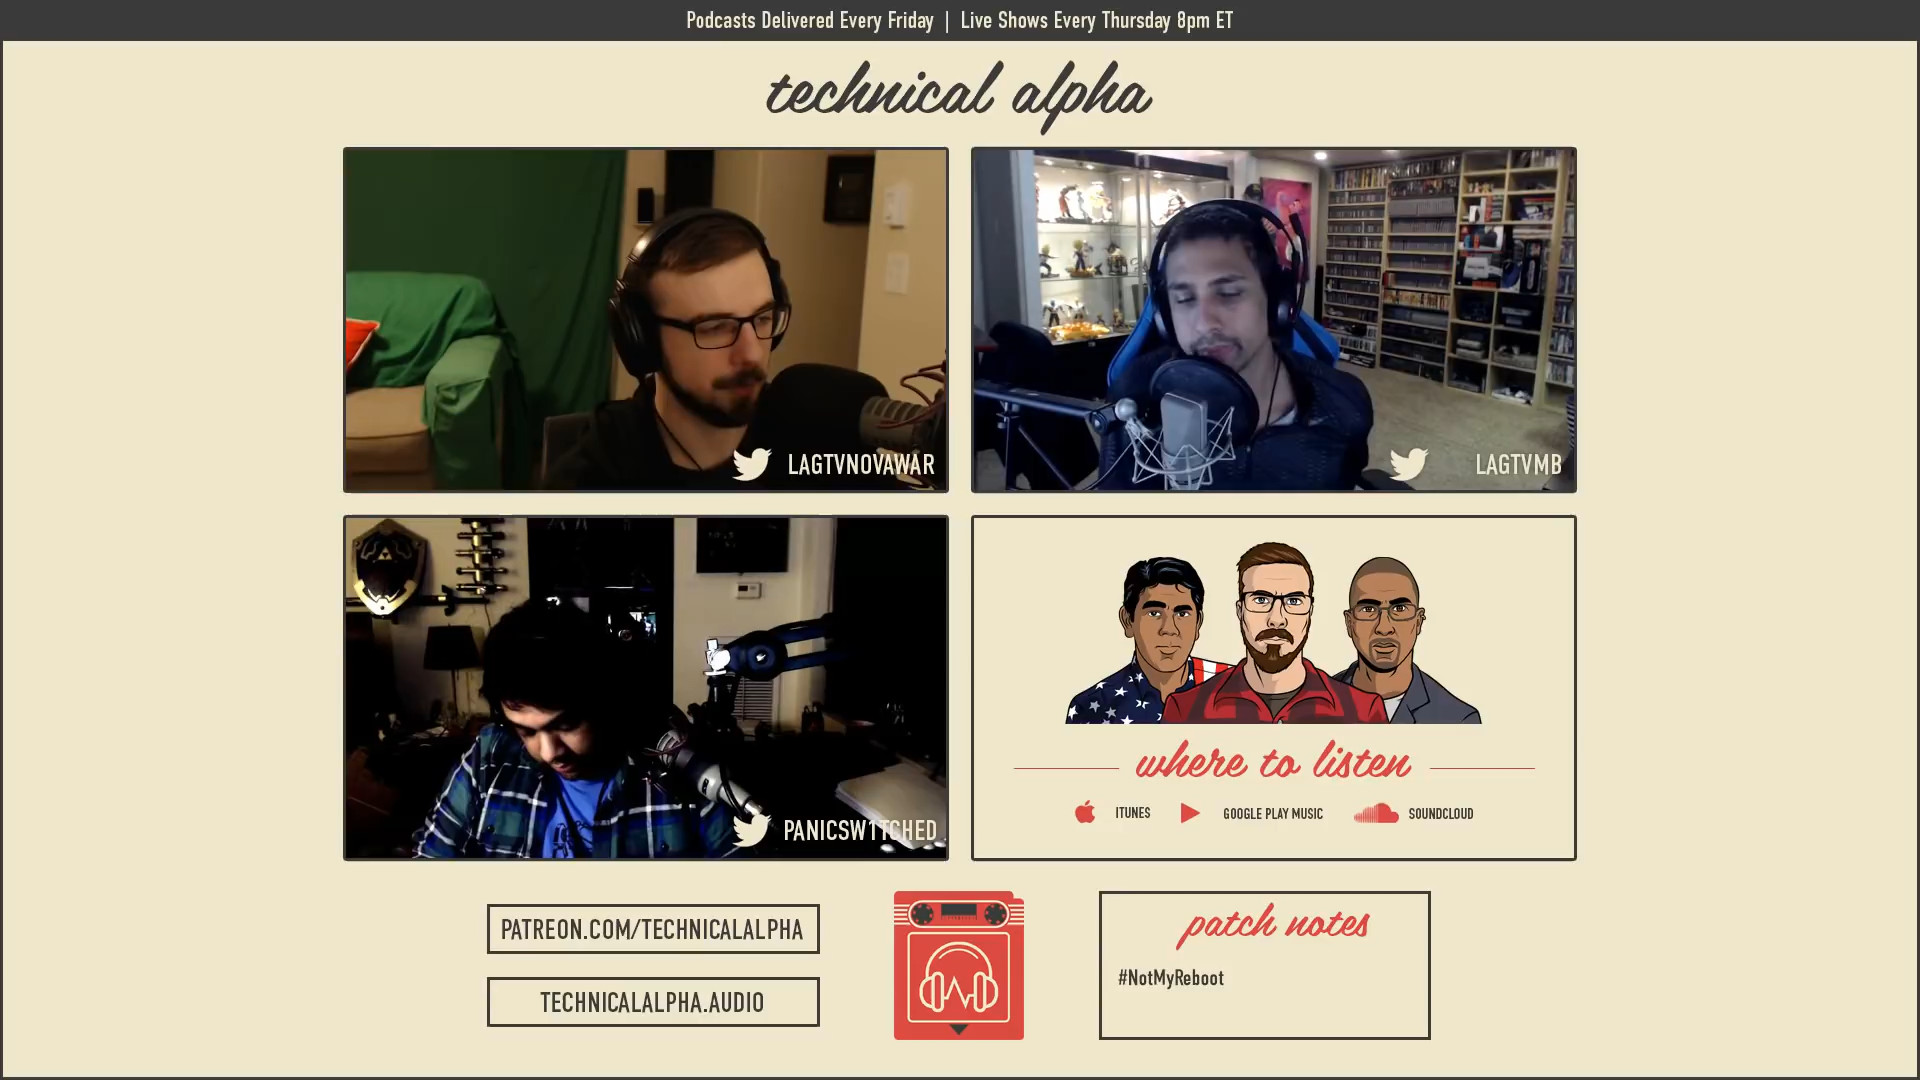 Podcasts Delivered Every Friday | Live Shows Every Thursday 8pm ET
technical alpha
LAGTVNOVAWAR
LAGTVMB
PANICSW1TCHED
where to listen
ITUNES
GOOGLE PLAY MUSIC
SOUNDCLOUD
PATREON.COM/TECHNICALALPHA
TECHNICALALPHA.AUDIO
patch notes
#NotMyReboot